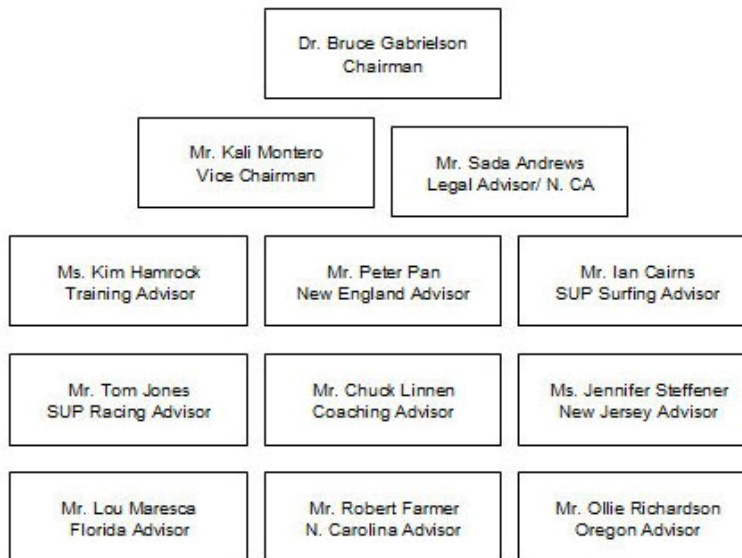 Dr. Bruce Gabrielson
Chairman
Mr. Kali Montero
Vice Chairman
Mr. Sada Andrews
Legal Advisor/ N. CA
Ms. Kim Hamrock
Training Advisor
Mr. Peter Pan
New England Advisor
Mr. Ian Cairns
SUP Surfing Advisor
Mr. Tom Jones
SUP Racing Advisor
Mr. Chuck Linnen
Coaching Advisor
Ms. Jennifer Steffener
New Jersey Advisor
Mr. Lou Maresca
Florida Advisor
Mr. Robert Farmer
N. Carolina Advisor
Mr. Ollie Richardson
Oregon Advisor